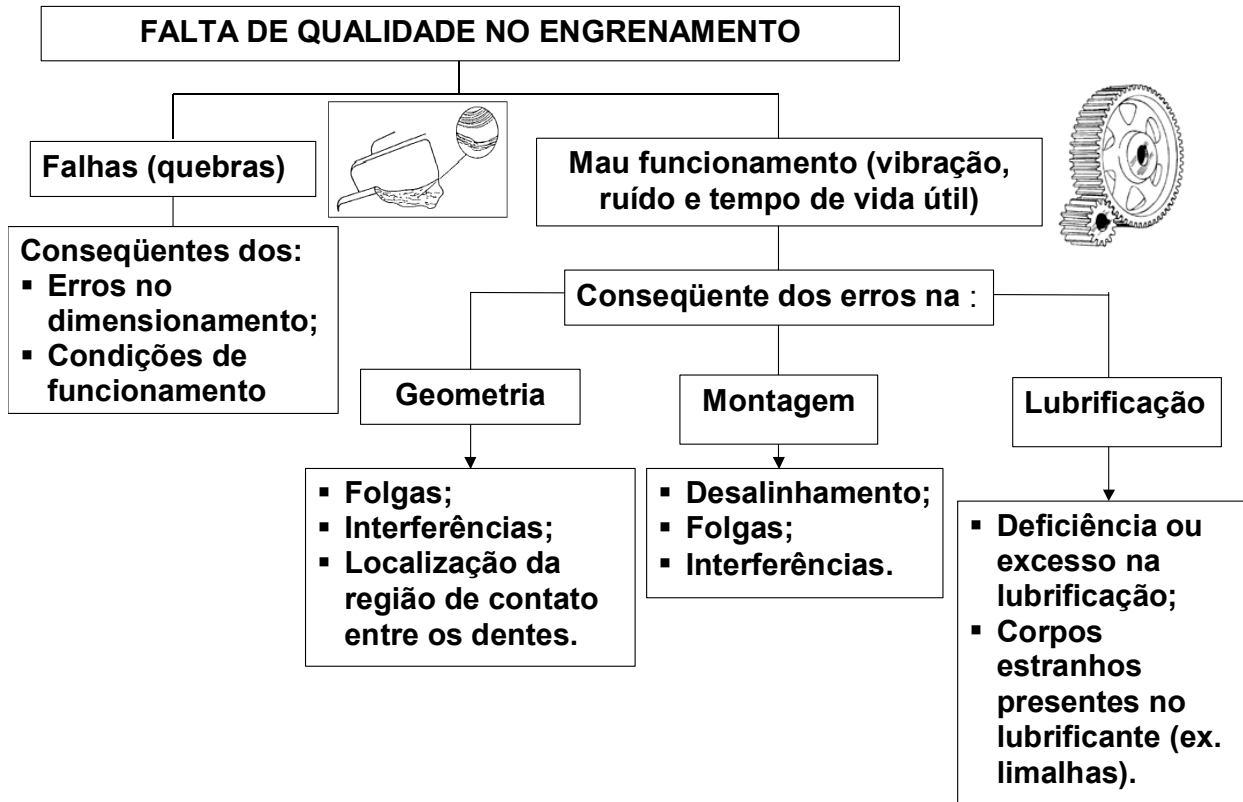 FALTA DE QUALIDADE NO ENGRENAMENTO
Falhas (quebras)
Conseqüentes dos:
▪ Erros no
dimensionamento;
▪ Condições de
funcionamento
Mau funcionamento (vibração,
ruído e tempo de vida útil)
Conseqüente dos erros na :
Geometria
▪ Folgas;
▪ Interferências;
▪ Localização da
região de contato
entre os dentes.
Montagem
▪ Desalinhamento;
▪ Folgas;
▪ Interferências.
Lubrificação
▪ Deficiência ou
excesso na
lubrificação;
▪ Corpos
estranhos
presentes no
lubrificante (ex.
limalhas).